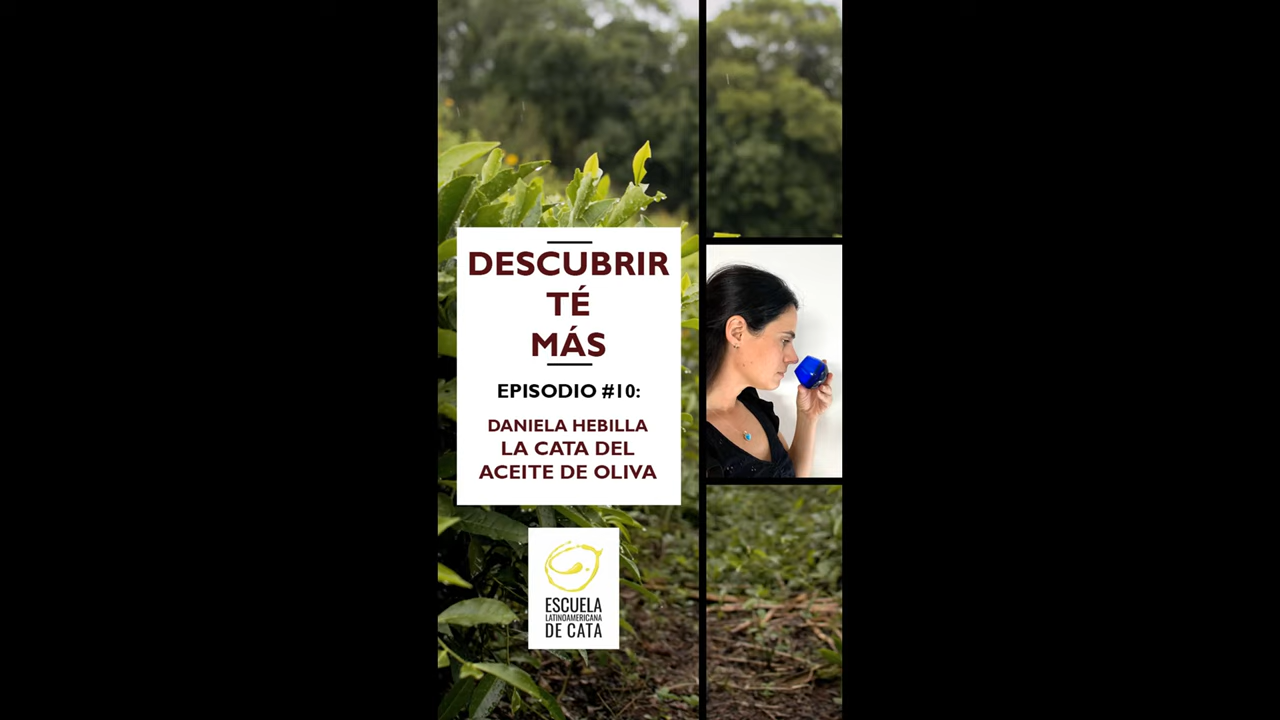 DESCUBRIR
TÉ
MÁS
EPISODIO #10:
DANIELA HEBILLA
LA CATA DEL
ACEITE DE OLIVA
ESCUELA
LATINOAMERICANA
DE CATA